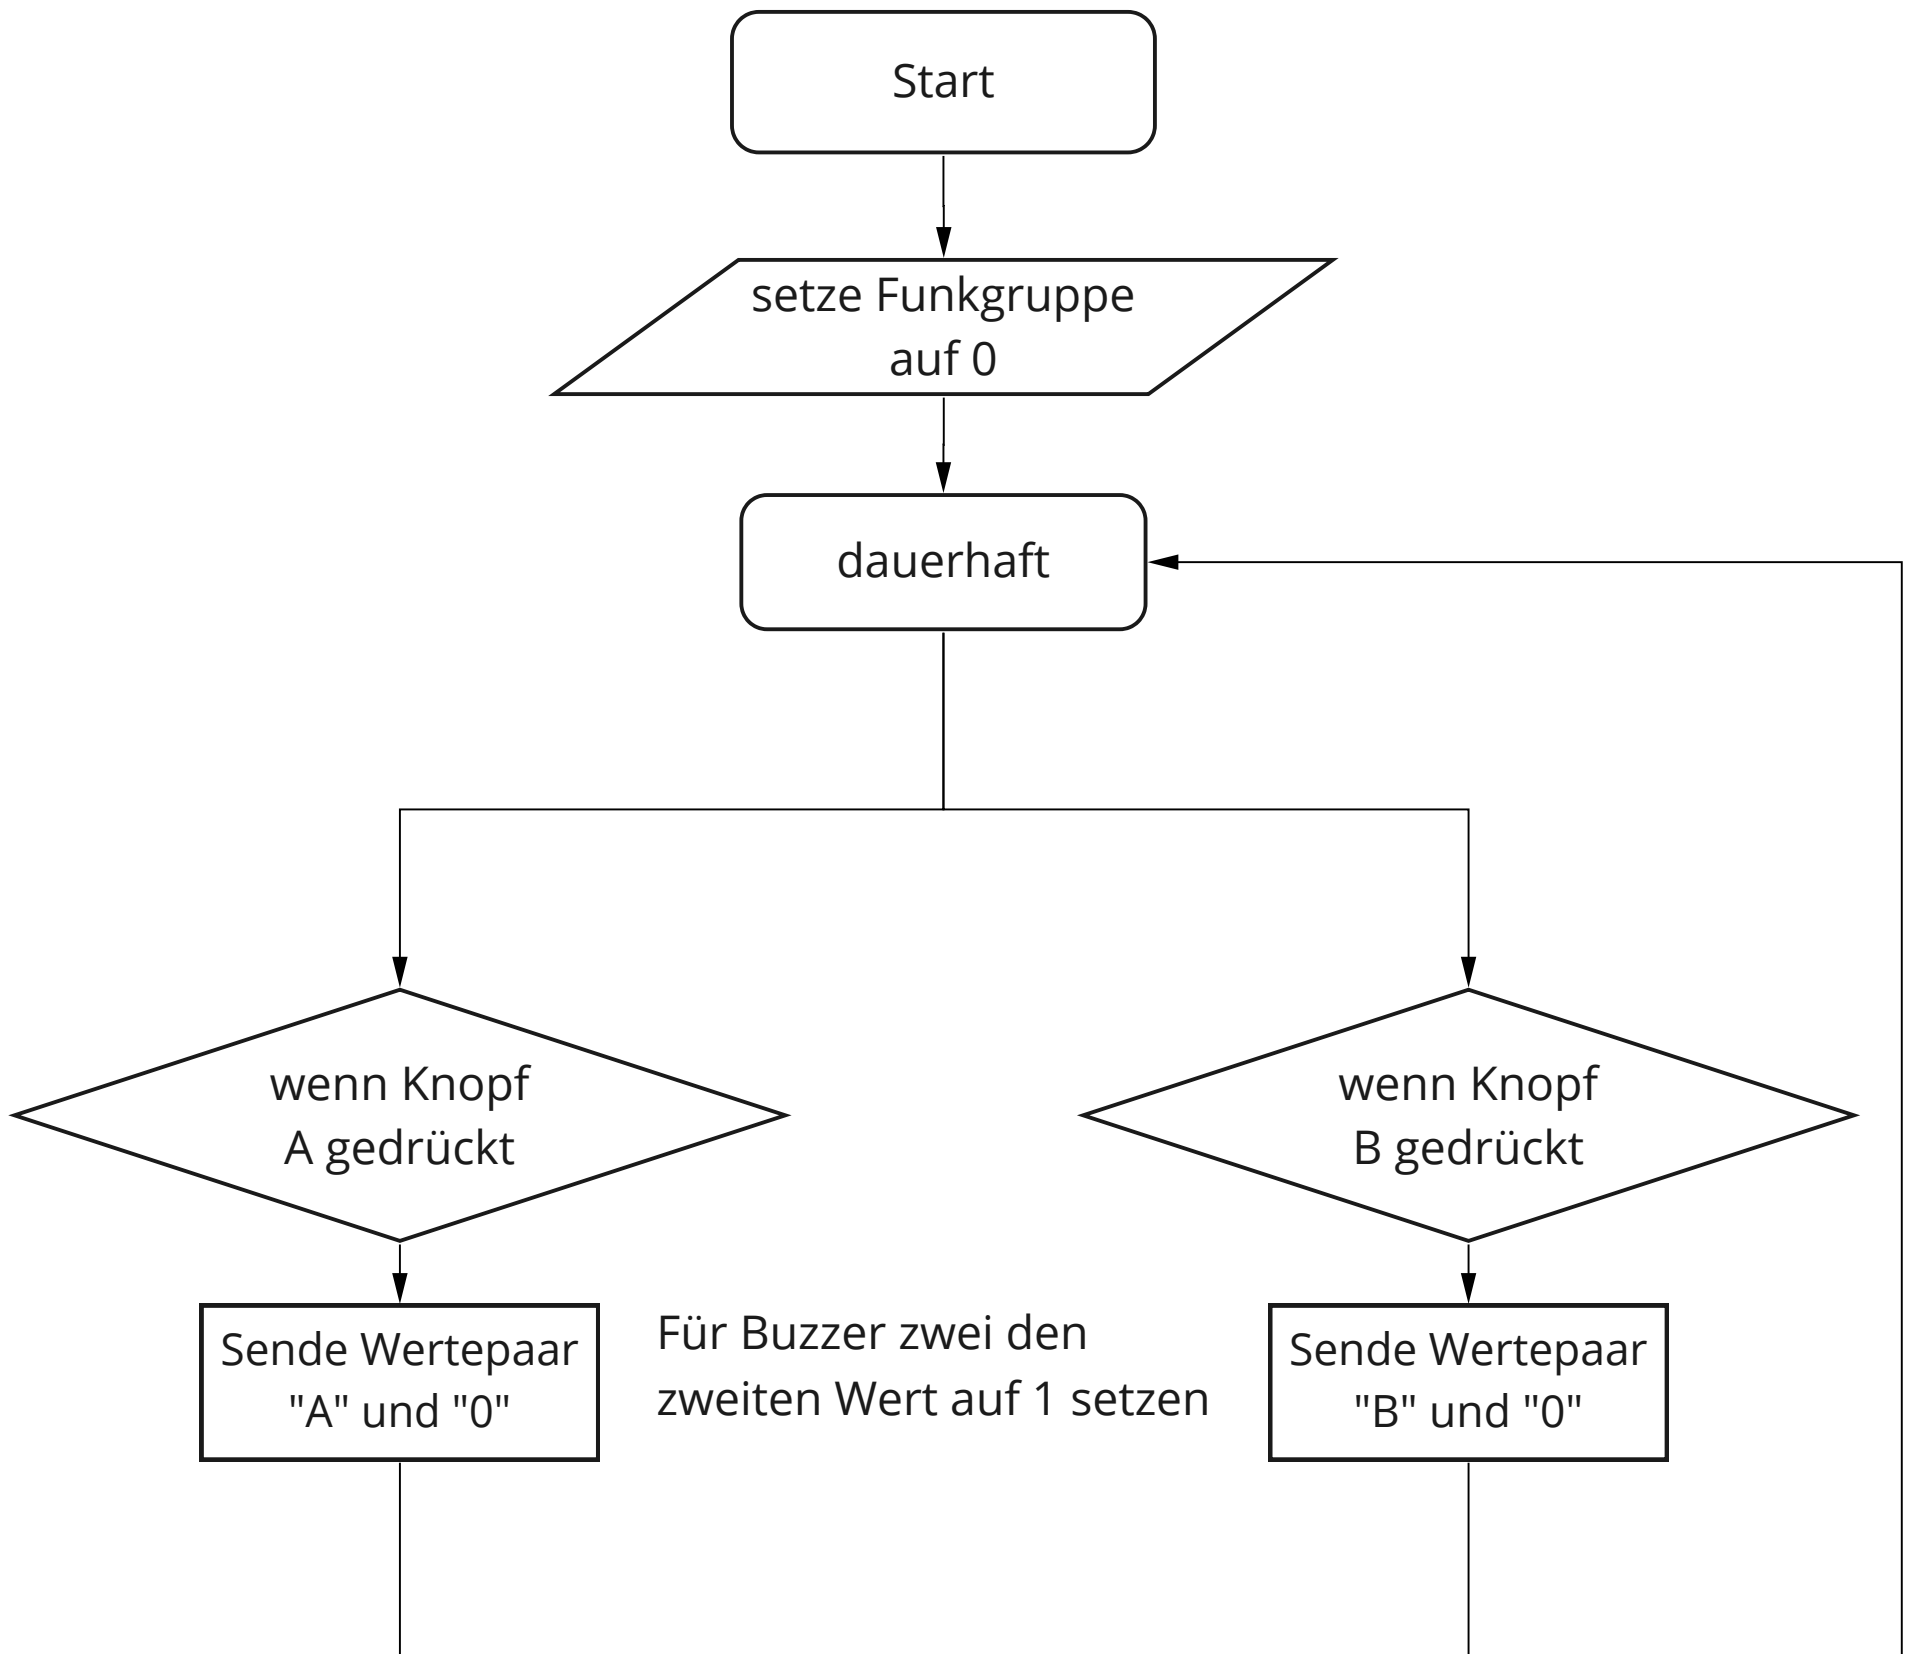 Start
setze Funkgruppe
auf 0
dauerhaft
wenn Knopf
A gedrückt
wenn Knopf
B gedrückt
Sende Wertepaar
"A" und "0"
Für Buzzer zwei den
zweiten Wert auf 1 setzen
Sende Wertepaar
"B" und "0"